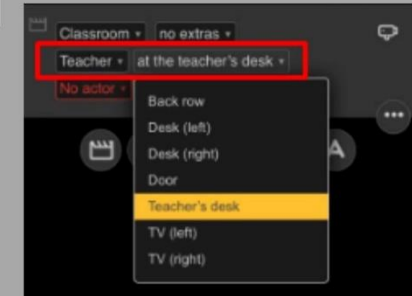 Classroom no extras
Teacher at the teacher's desk
No actor
Back row
Desk (left)
Desk (right)
Door
Teacher's desk
TV (left)
TV (right)
A